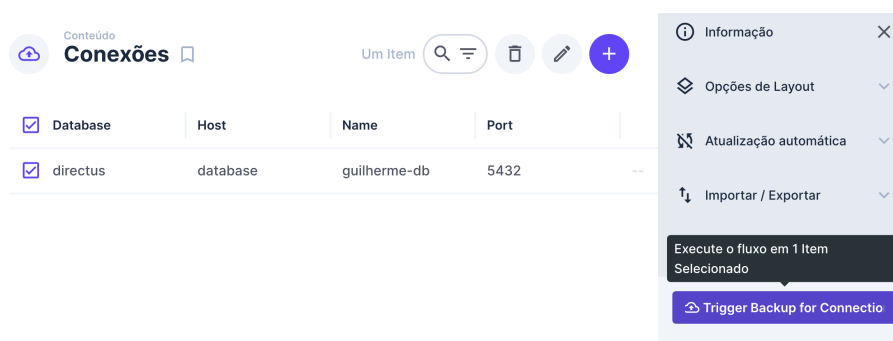 Conteúdo
Conexões
Um Item
Database Host Name Port
directus database guilherme-db 5432 --
Informação
Opções de Layout
Atualização automática
Importar / Exportar
Execute o fluxo em 1 Item
Selecionado
Trigger Backup for Connectio